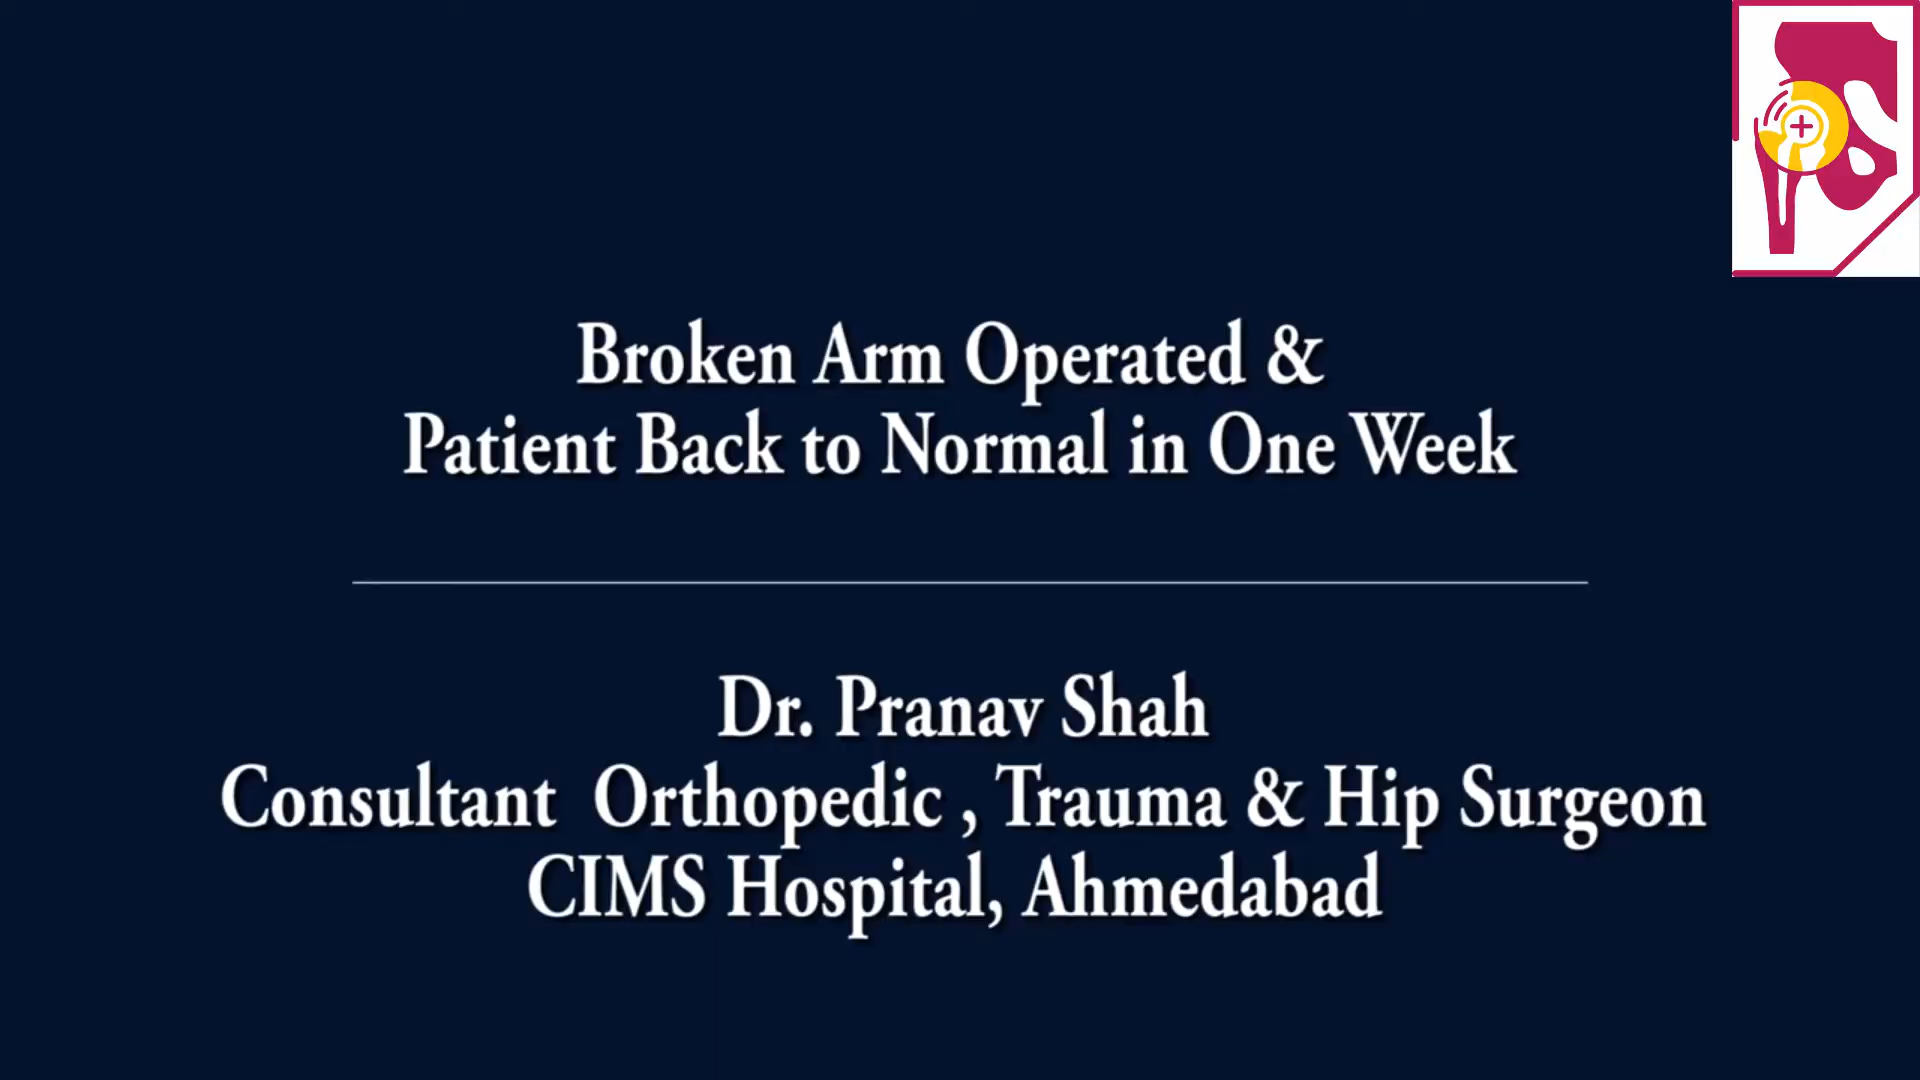 Broken Arm Operated &
Patient Back to Normal in One Week
Dr. Pranav Shah
Consultant  Orthopedic , Trauma & Hip Surgeon
CIMS Hospital, Ahmedabad